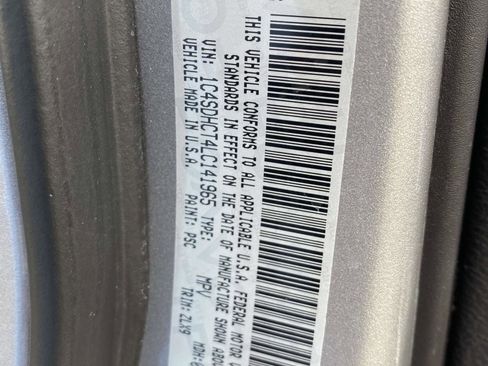 THIS VEHICLE CONFORMS TO ALL APPLICABLE U.S.A. FEDERAL MOTOR
STANDARDS IN EFFECT ON THE DATE OF MANUFACTURE SHOWN
VIN: 1C4SDHCT4LC141965 TYPE: MPV
VEHICLE MADE IN U.S.A. PAINT: PSC TRIM: ZLX9 MDH: